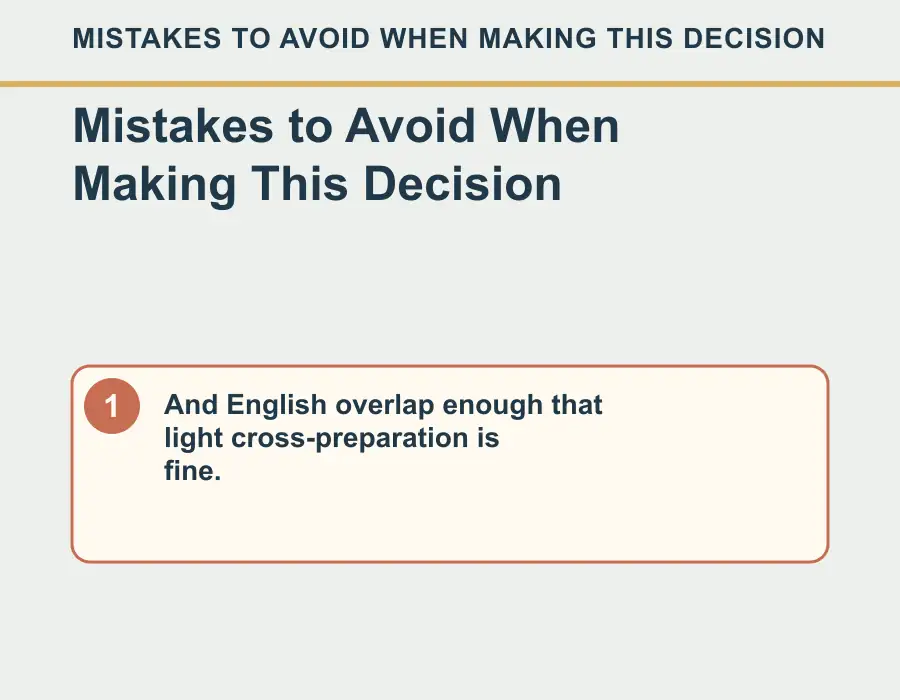 MISTAKES TO AVOID WHEN MAKING THIS DECISION
Mistakes to Avoid When
Making This Decision
1
And English overlap enough that
light cross-preparation is
fine.